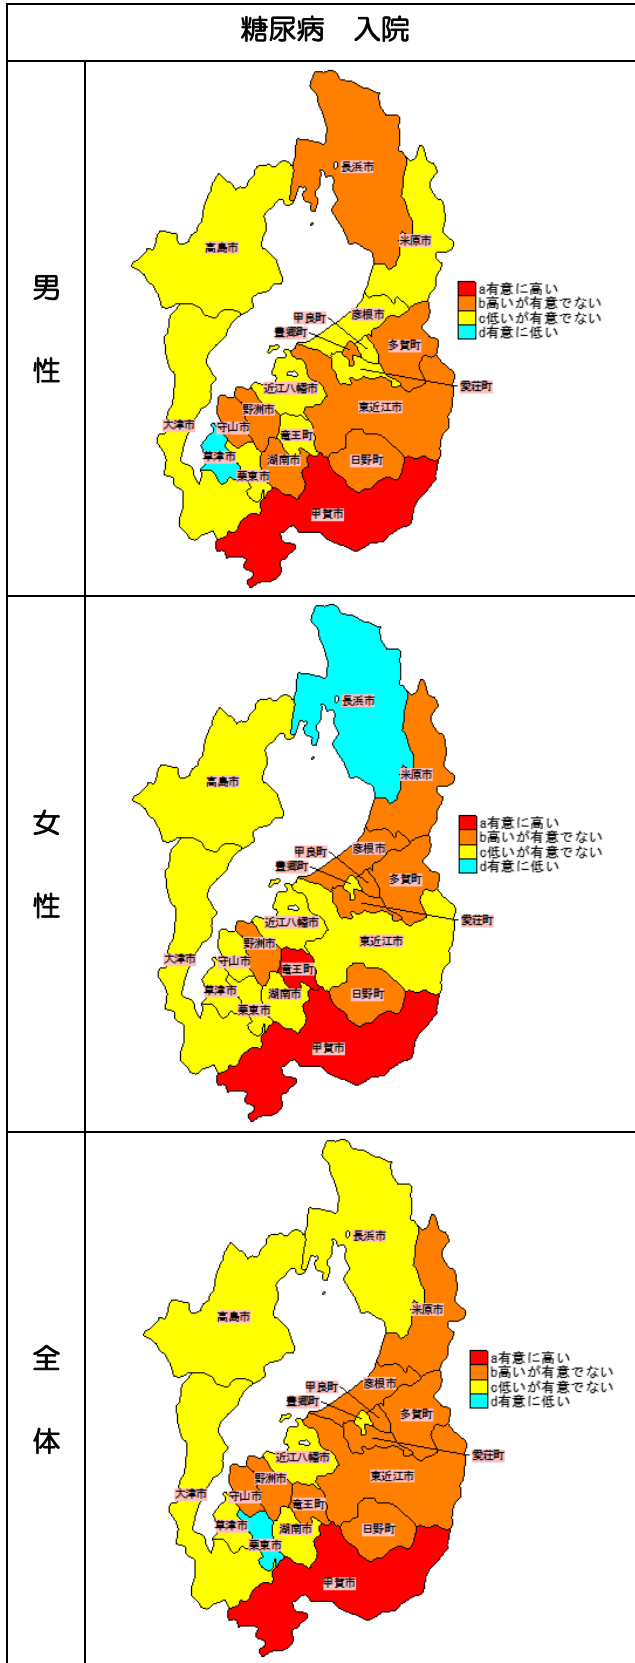 糖尿病　入院
男性
長浜市
米原市
高島市
a有意に高い
b高いが有意でない
c低いが有意でない
d有意に低い
彦根市
甲良町
豊郷町
多賀町
愛荘町
近江八幡市
東近江市
野洲市
守山市
大津市
竜王町
草津市
湖南市
日野町
栗東市
甲賀市
女性
長浜市
米原市
高島市
a有意に高い
b高いが有意でない
c低いが有意でない
d有意に低い
彦根市
甲良町
豊郷町
多賀町
愛荘町
近江八幡市
東近江市
野洲市
守山市
大津市
竜王町
草津市
湖南市
日野町
栗東市
甲賀市
全体
長浜市
米原市
高島市
a有意に高い
b高いが有意でない
c低いが有意でない
d有意に低い
彦根市
甲良町
豊郷町
多賀町
愛荘町
近江八幡市
東近江市
野洲市
守山市
大津市
竜王町
草津市
湖南市
日野町
栗東市
甲賀市